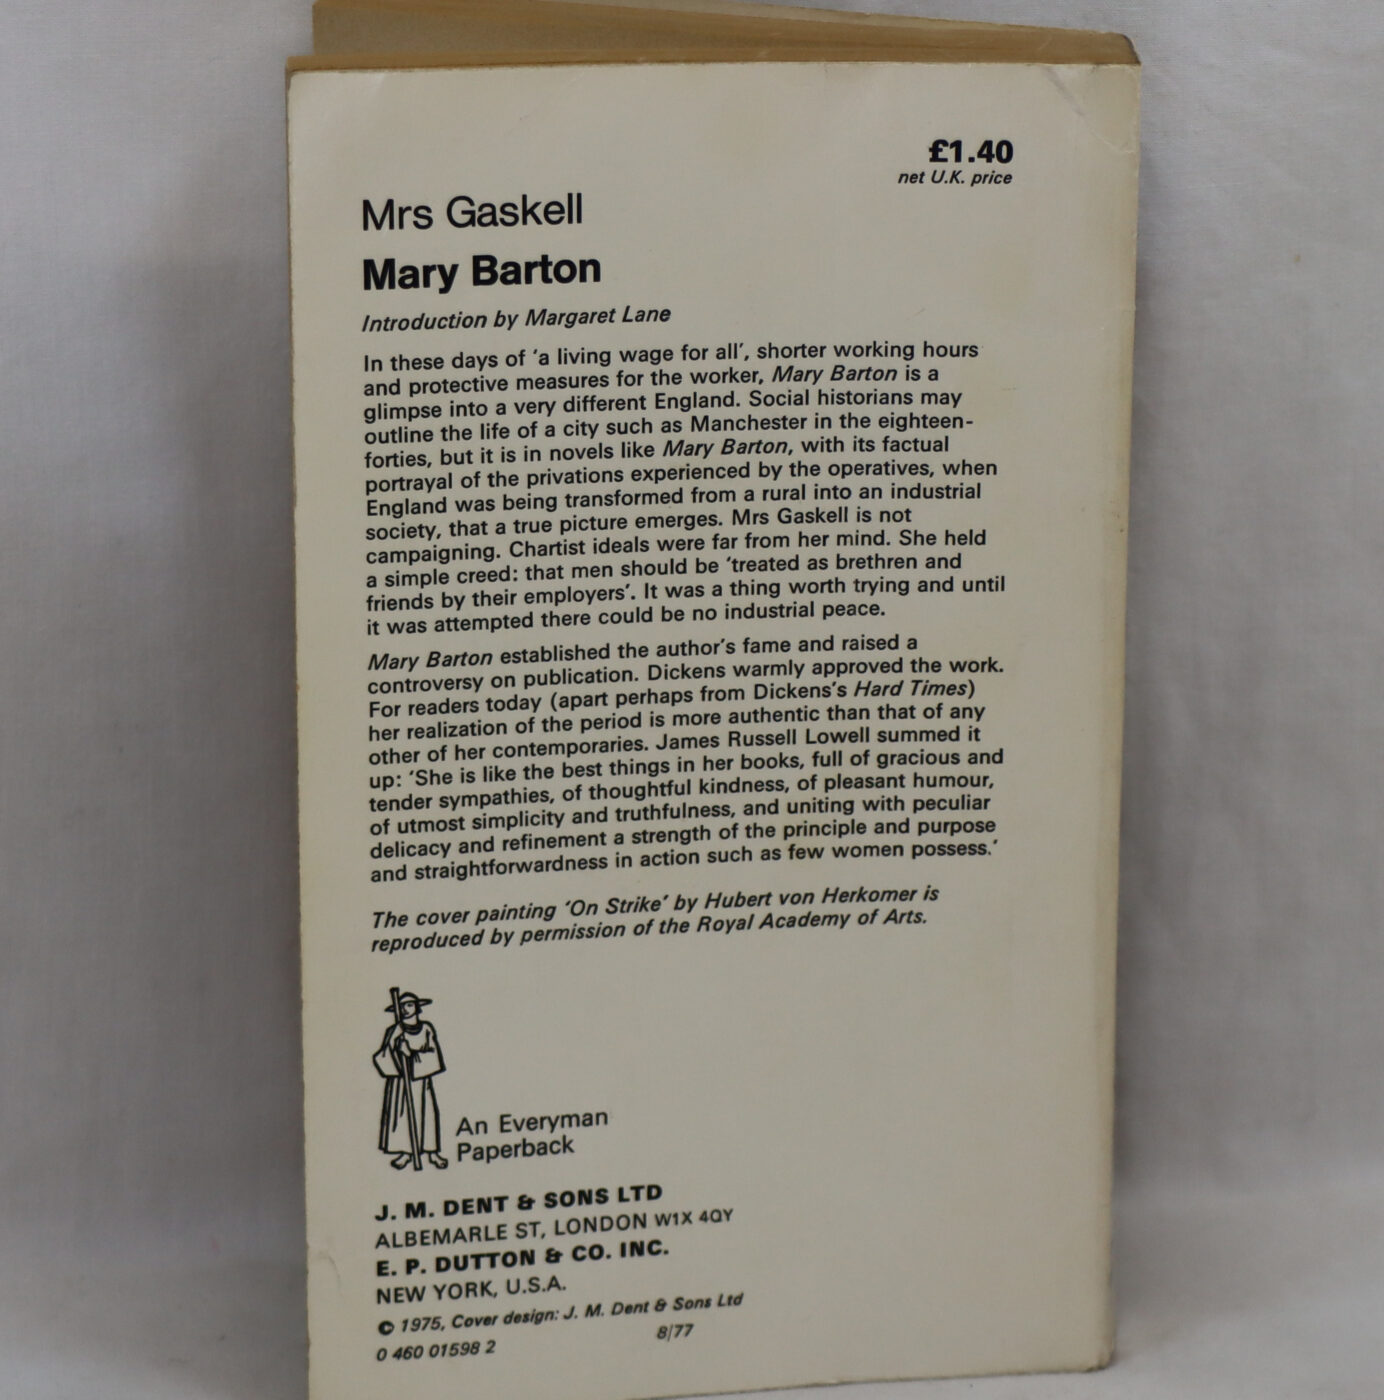 £1.40
net U.K. price
Mrs Gaskell
Mary Barton
Introduction by Margaret Lane
In these days of ‘a living wage for all’, shorter working hours
and protective measures for the worker, Mary Barton is a
glimpse into a very different England. Social historians may
outline the life of a city such as Manchester in the eighteen-
forties, but it is in novels like Mary Barton, with its factual
portrayal of the privations experienced by the operatives, when
England was being transformed from a rural into an industrial
society, that a true picture emerges. Mrs Gaskell is not
campaigning. Chartist ideals were far from her mind. She held
a simple creed: that men should be ‘treated as brethren and
friends by their employers’. It was a thing worth trying and until
it was attempted there could be no industrial peace.
Mary Barton established the author’s fame and raised a
controversy on publication. Dickens warmly approved the work.
For readers today (apart perhaps from Dickens’s Hard Times)
her realization of the period is more authentic than that of any
other of her contemporaries. James Russell Lowell summed it
up: ‘She is like the best things in her books, full of gracious and
tender sympathies, of thoughtful kindness, of pleasant humour,
of utmost simplicity and truthfulness, and uniting with peculiar
delicacy and refinement a strength of the principle and purpose
and straightforwardness in action such as few women possess.’
The cover painting ‘On Strike’ by Hubert von Herkomer is
reproduced by permission of the Royal Academy of Arts.
An Everyman
Paperback
J. M. DENT & SONS LTD
ALBEMARLE ST, LONDON W1X 4QY
E. P. DUTTON & CO. INC.
NEW YORK, U.S.A.
© 1975, Cover design: J. M. Dent & Sons Ltd
0 460 01598 2 8/77